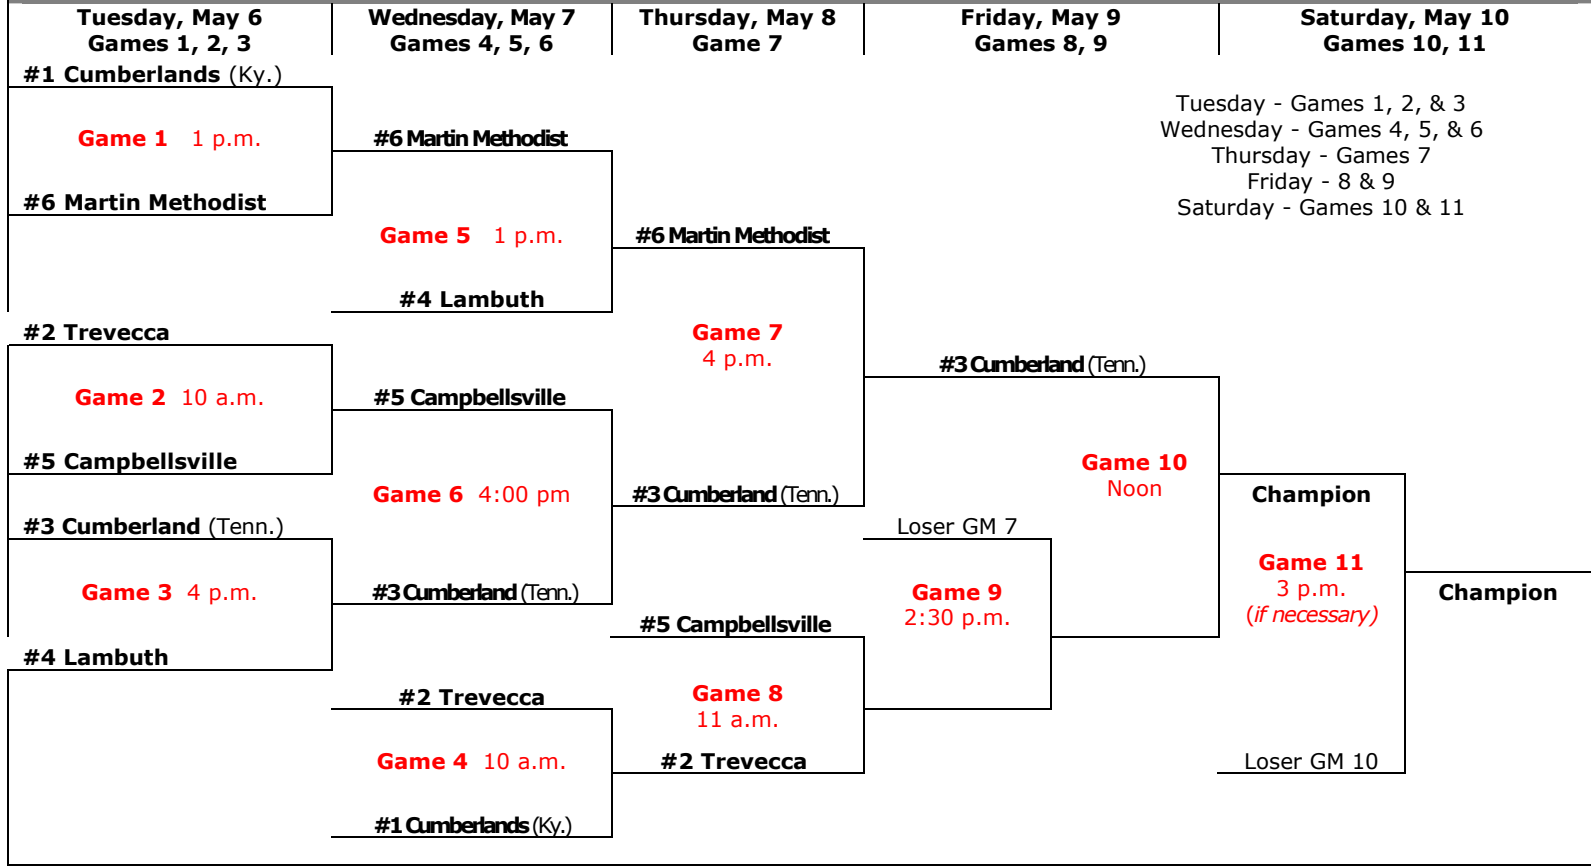 Tuesday, May 6
Games 1, 2, 3
Wednesday, May 7
Games 4, 5, 6
Thursday, May 8
Game 7
Friday, May 9
Games 8, 9
Saturday, May 10
Games 10, 11
#1 Cumberlands (Ky.)
Tuesday - Games 1, 2, & 3
Wednesday - Games 4, 5, & 6
Thursday - Games 7
Friday - 8 & 9
Saturday - Games 10 & 11
Game 1 1 p.m.
#6 Martin Methodist
#6 Martin Methodist
Game 5 1 p.m.
#6 Martin Methodist
#4 Lambuth
#2 Trevecca
Game 7
4 p.m.
#3 Cumberland (Tenn.)
Game 2 10 a.m.
#5 Campbellsville
#5 Campbellsville
Game 10
Noon
Game 6 4:00 pm
#3 Cumberland (Tenn.)
Champion
#3 Cumberland (Tenn.)
Loser GM 7
Game 11
3 p.m.
(if necessary)
Game 3 4 p.m.
#3 Cumberland (Tenn.)
Game 9
2:30 p.m.
Champion
#5 Campbellsville
#4 Lambuth
#2 Trevecca
Game 8
11 a.m.
Game 4 10 a.m.
#2 Trevecca
Loser GM 10
#1 Cumberlands (Ky.)